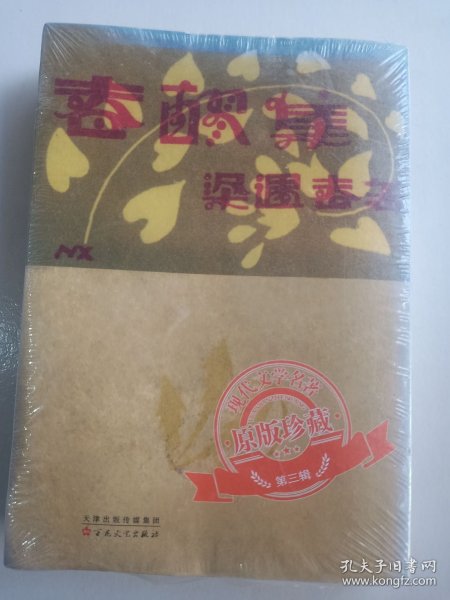 春醪集
梁遇春
现代文学名著
原版珍藏
第三辑
天津出版传媒集团
百花文艺出版社
孔夫子旧书网
www.kongfz.com